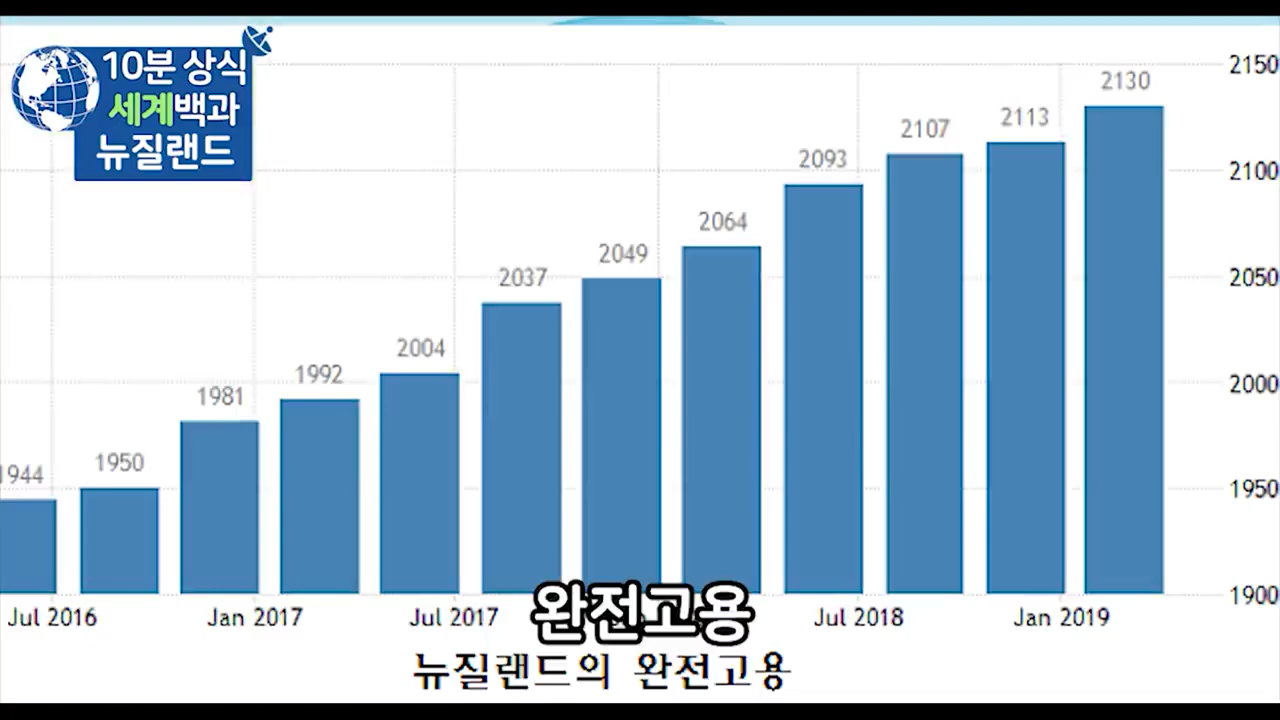 10분 상식
세계백과
뉴질랜드
2150
2100
2050
2000
1950
1900
1944
1950
1981
1992
2004
2037
2049
2064
2093
2107
2113
2130
Jul 2016
Jan 2017
Jul 2017
Jul 2018
Jan 2019
완전고용
뉴질랜드의 완전고용